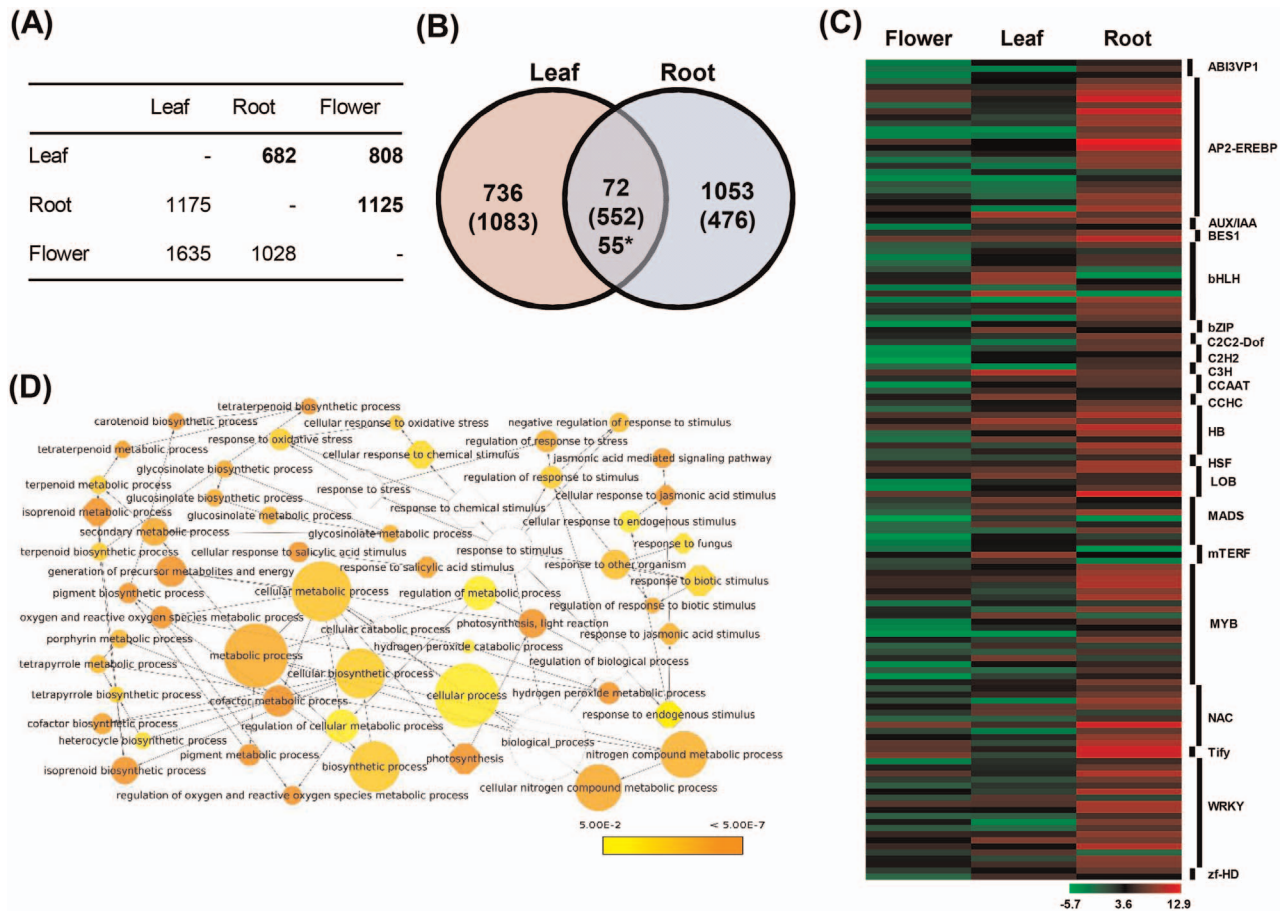 (A)
Leaf Root Flower
Leaf - 682 808
Root 1175 - 1125
Flower 1635 1028 -
(B)
Leaf Root
736
(1083)
72
(552)
55*
1053
(476)
(C)
Flower Leaf Root
ABI3VP1
AP2-EREBP
AUX/IAA
BES1
bHLH
bZIP
C2C2-Dof
C2H2
C3H
CCAAT
CCHC
HB
HSF
LOB
MADS
mTERF
MYB
NAC
Tify
WRKY
zf-HD
-5.7 3.6 12.9
(D)
tetraterpenoid biosynthetic process
carotenoid biosynthetic process
cellular response to oxidative stress
negative regulation of response to stimulus
response to oxidative stress
regulation of response to stress
tetraterpenoid metabolic process
cellular response to chemical stimulus
jasmonic acid mediated signaling pathway
glycosinolate biosynthetic process
regulation of response to stimulus
terpenoid metabolic process
response to stress
glucosinolate biosynthetic process
cellular response to jasmonic acid stimulus
isoprenoid metabolic process
response to chemical stimulus
glucosinolate metabolic process
cellular response to endogenous stimulus
secondary metabolic process
glycosinolate metabolic process
response to fungus
terpenoid biosynthetic process
cellular response to salicylic acid stimulus
response to stimulus
response to other organism
generation of precursor metabolites and energy
response to salicylic acid stimulus
response to biotic stimulus
cellular metabolic process
pigment biosynthetic process
regulation of metabolic process
regulation of response to biotic stimulus
oxygen and reactive oxygen species metabolic process
photosynthesis, light reaction
cellular catabolic process
response to jasmonic acid stimulus
porphyrin metabolic process
hydrogen peroxide catabolic process
metabolic process
regulation of biological process
tetrapyrrole metabolic process
cellular biosynthetic process
tetrapyrrole biosynthetic process
cellular process
hydrogen peroxide metabolic process
cofactor metabolic process
response to endogenous stimulus
cofactor biosynthetic process
regulation of cellular metabolic process
heterocycle biosynthetic process
biological_process
pigment metabolic process
nitrogen compound metabolic process
isoprenoid biosynthetic process
biosynthetic process
photosynthesis
cellular nitrogen compound metabolic process
regulation of oxygen and reactive oxygen species metabolic process
5.00E-2 < 5.00E-7